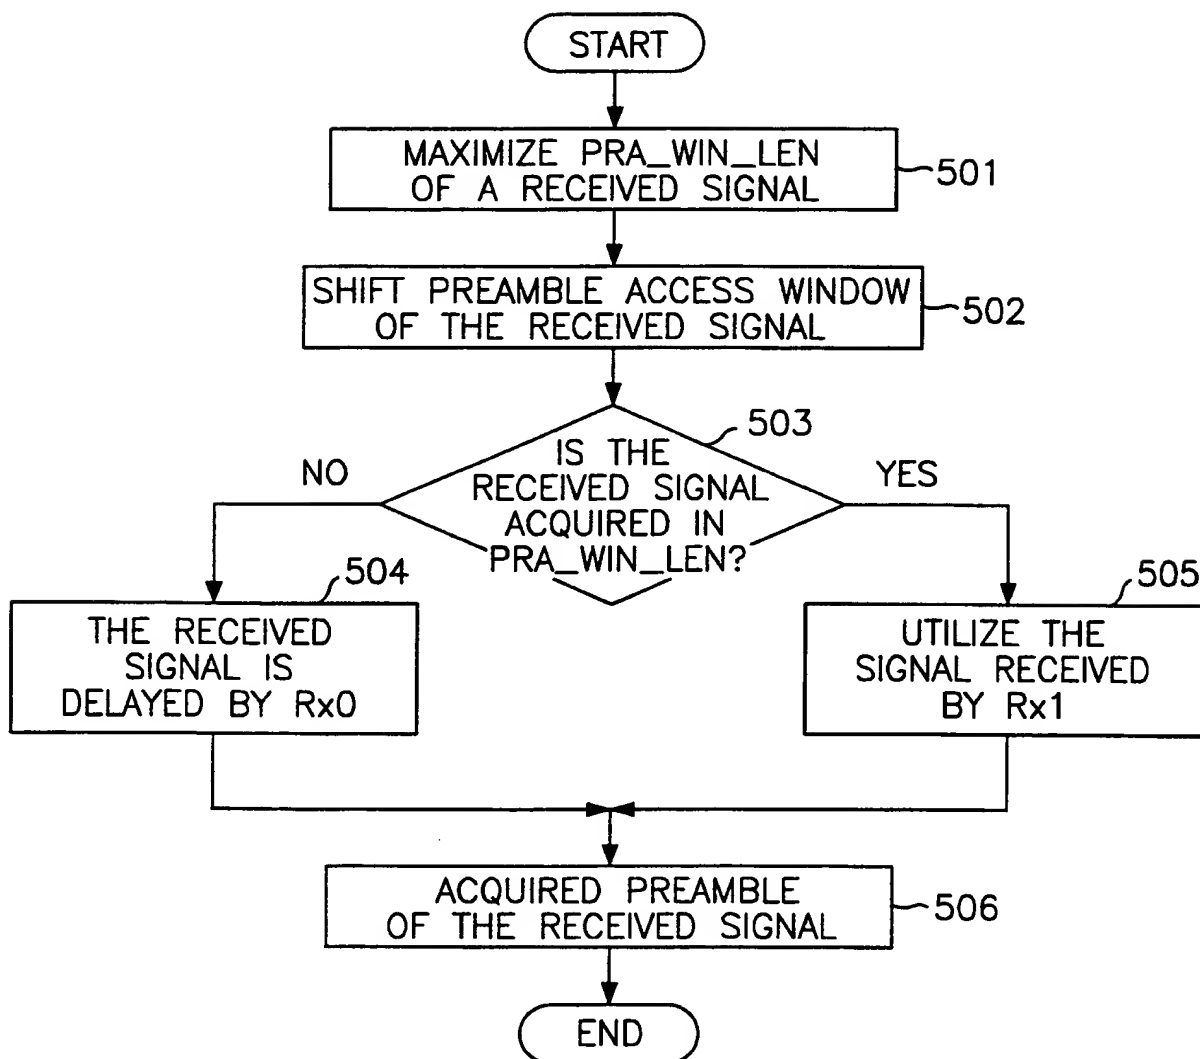 START
MAXIMIZE PRA_WIN_LEN
OF A RECEIVED SIGNAL
501
SHIFT PREAMBLE ACCESS WINDOW
OF THE RECEIVED SIGNAL
502
503
IS THE
RECEIVED SIGNAL
ACQUIRED IN
PRA_WIN_LEN?
NO
YES
504
THE RECEIVED
SIGNAL IS
DELAYED BY Rx0
505
UTILIZE THE
SIGNAL RECEIVED
BY Rx1
ACQUIRED PREAMBLE
OF THE RECEIVED SIGNAL
506
END